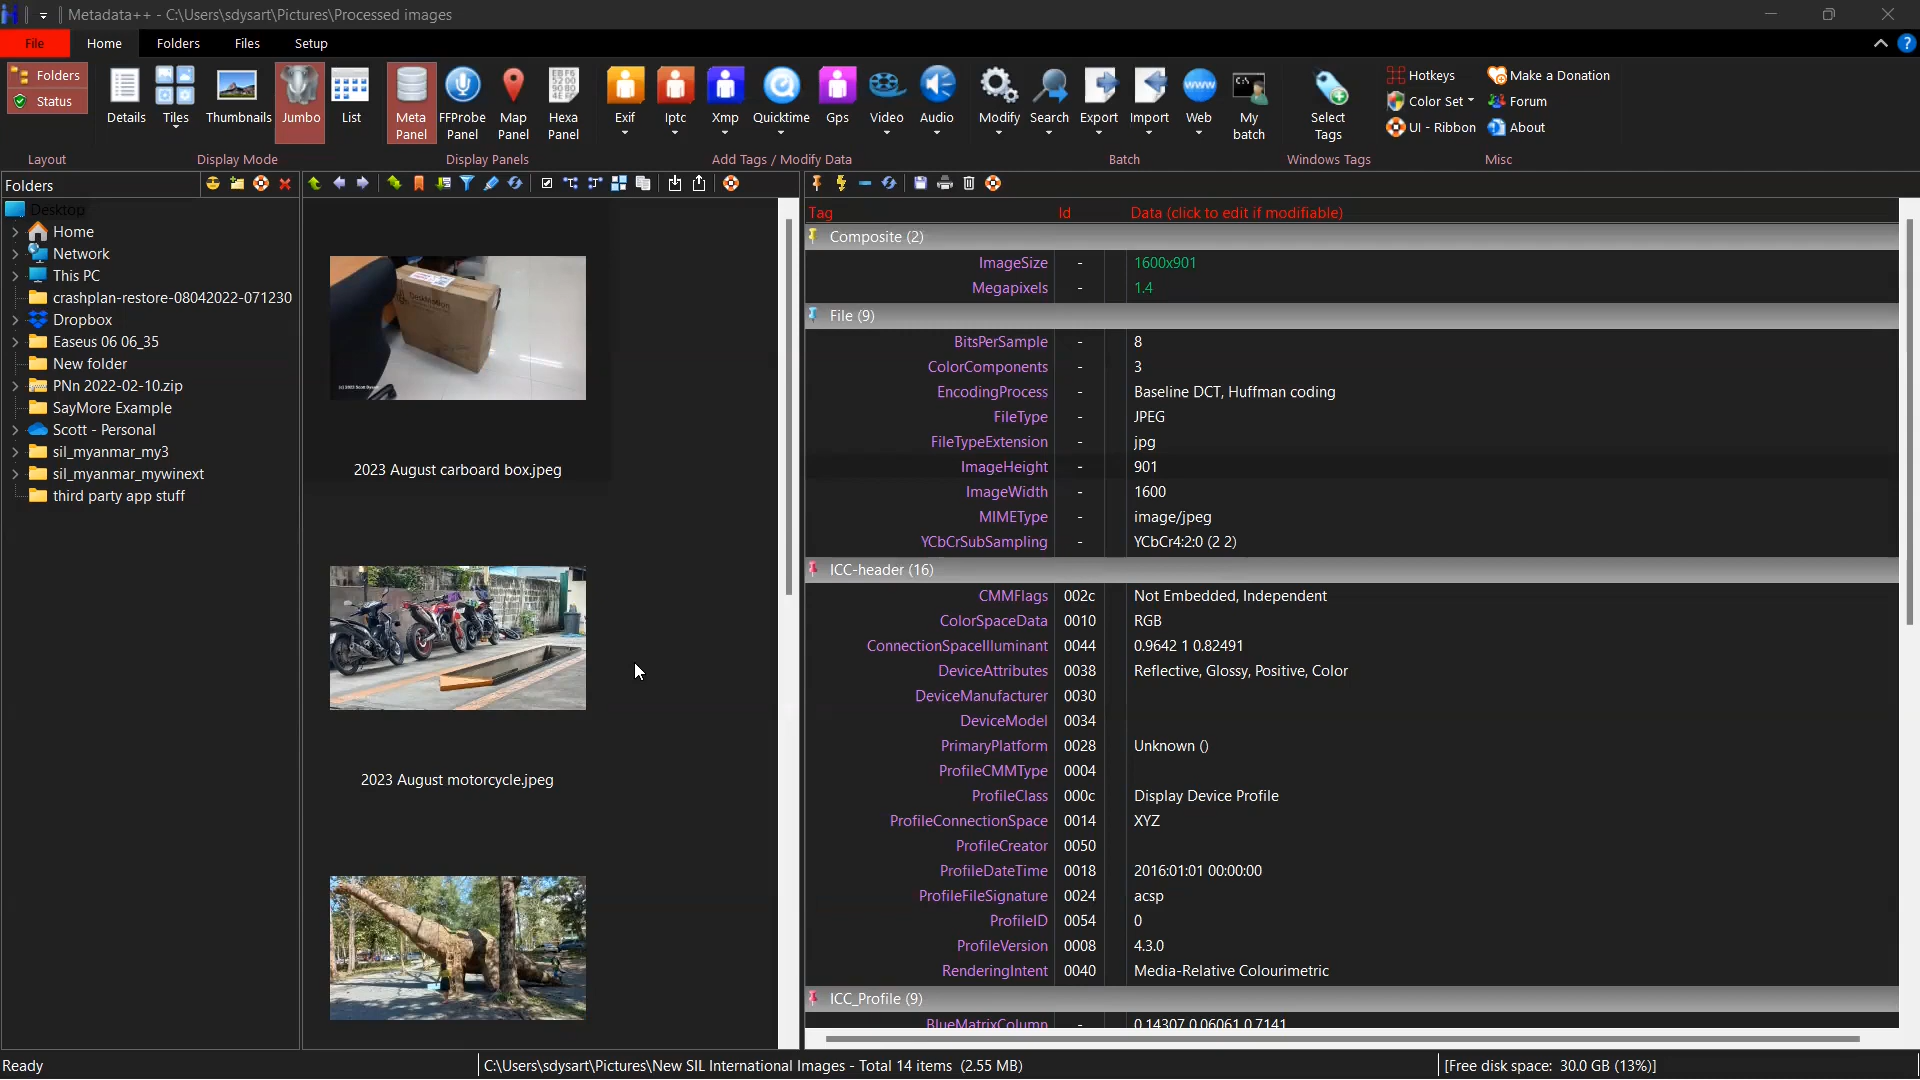 Metadata++ - C:\Users\sdysart\Pictures\Processed images
File Home Folders Files Setup
Folders
Status
Details Tiles Thumbnails Jumbo List
Meta Panel FFProbe Panel Map Panel Hexa Panel
Exif Iptc Xmp Quicktime Gps Video Audio
Modify Search Export Import Web My batch
Select Tags
Hotkeys Make a Donation
Color Set Forum
UI - Ribbon About
Layout Display Mode Display Panels Add Tags / Modify Data Batch Windows Tags Misc
Folders
Desktop
Home
Network
This PC
crashplan-restore-08042022-071230
Dropbox
Easeus 06 06_35
New folder
PNn 2022-02-10.zip
SayMore Example
Scott - Personal
sil_myanmar_my3
sil_myanmar_mywinext
third party app stuff
(c) 2023 Scott Dysart
2023 August carboard box.jpeg
2023 August motorcycle.jpeg
Tag Id Data (click to edit if modifiable)
Composite (2)
ImageSize - 1600x901
Megapixels - 1.4
File (9)
BitsPerSample - 8
ColorComponents - 3
EncodingProcess - Baseline DCT, Huffman coding
FileType - JPEG
FileTypeExtension - jpg
ImageHeight - 901
ImageWidth - 1600
MIMEType - image/jpeg
YCbCrSubSampling - YCbCr4:2:0 (2 2)
ICC-header (16)
CMMFlags 002c Not Embedded, Independent
ColorSpaceData 0010 RGB
ConnectionSpaceIlluminant 0044 0.9642 1 0.82491
DeviceAttributes 0038 Reflective, Glossy, Positive, Color
DeviceManufacturer 0030
DeviceModel 0034
PrimaryPlatform 0028 Unknown ()
ProfileCMMType 0004
ProfileClass 000c Display Device Profile
ProfileConnectionSpace 0014 XYZ
ProfileCreator 0050
ProfileDateTime 0018 2016:01:01 00:00:00
ProfileFileSignature 0024 acsp
ProfileID 0054 0
ProfileVersion 0008 4.3.0
RenderingIntent 0040 Media-Relative Colourimetric
ICC_Profile (9)
BlueMatrixColumn - 0.14307 0.06061 0.7141
Ready C:\Users\sdysart\Pictures\New SIL International Images - Total 14 items (2.55 MB) [Free disk space: 30.0 GB (13%)]